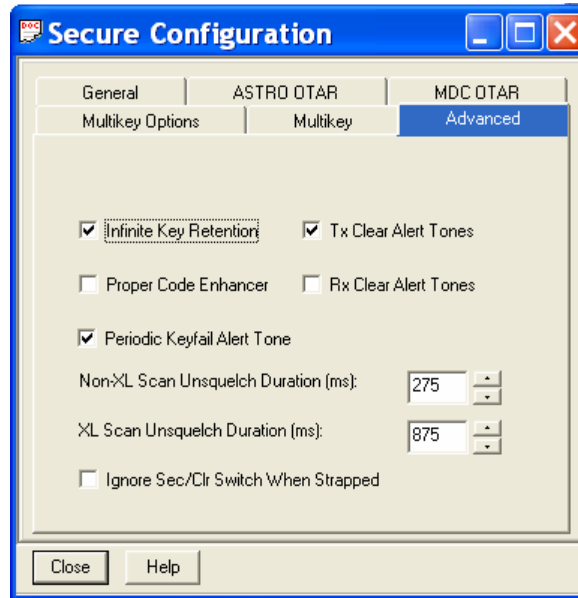 Secure Configuration
General ASTRO OTAR MDC OTAR
Multikey Options Multikey Advanced
Infinite Key Retention Tx Clear Alert Tones
Proper Code Enhancer Rx Clear Alert Tones
Periodic Keyfail Alert Tone
Non-XL Scan Unsquelch Duration (ms): 275
XL Scan Unsquelch Duration (ms): 875
Ignore Sec/Clr Switch When Strapped
Close Help